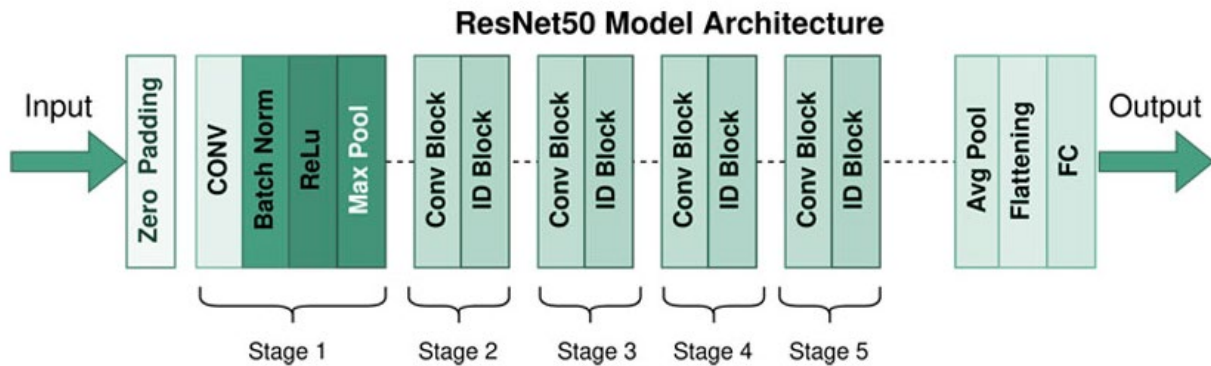 ResNet50 Model Architecture
Input
Zero Padding
CONV
Batch Norm
ReLu
Max Pool
Conv Block
ID Block
Conv Block
ID Block
Conv Block
ID Block
Conv Block
ID Block
Avg Pool
Flattening
FC
Output
Stage 1
Stage 2
Stage 3
Stage 4
Stage 5